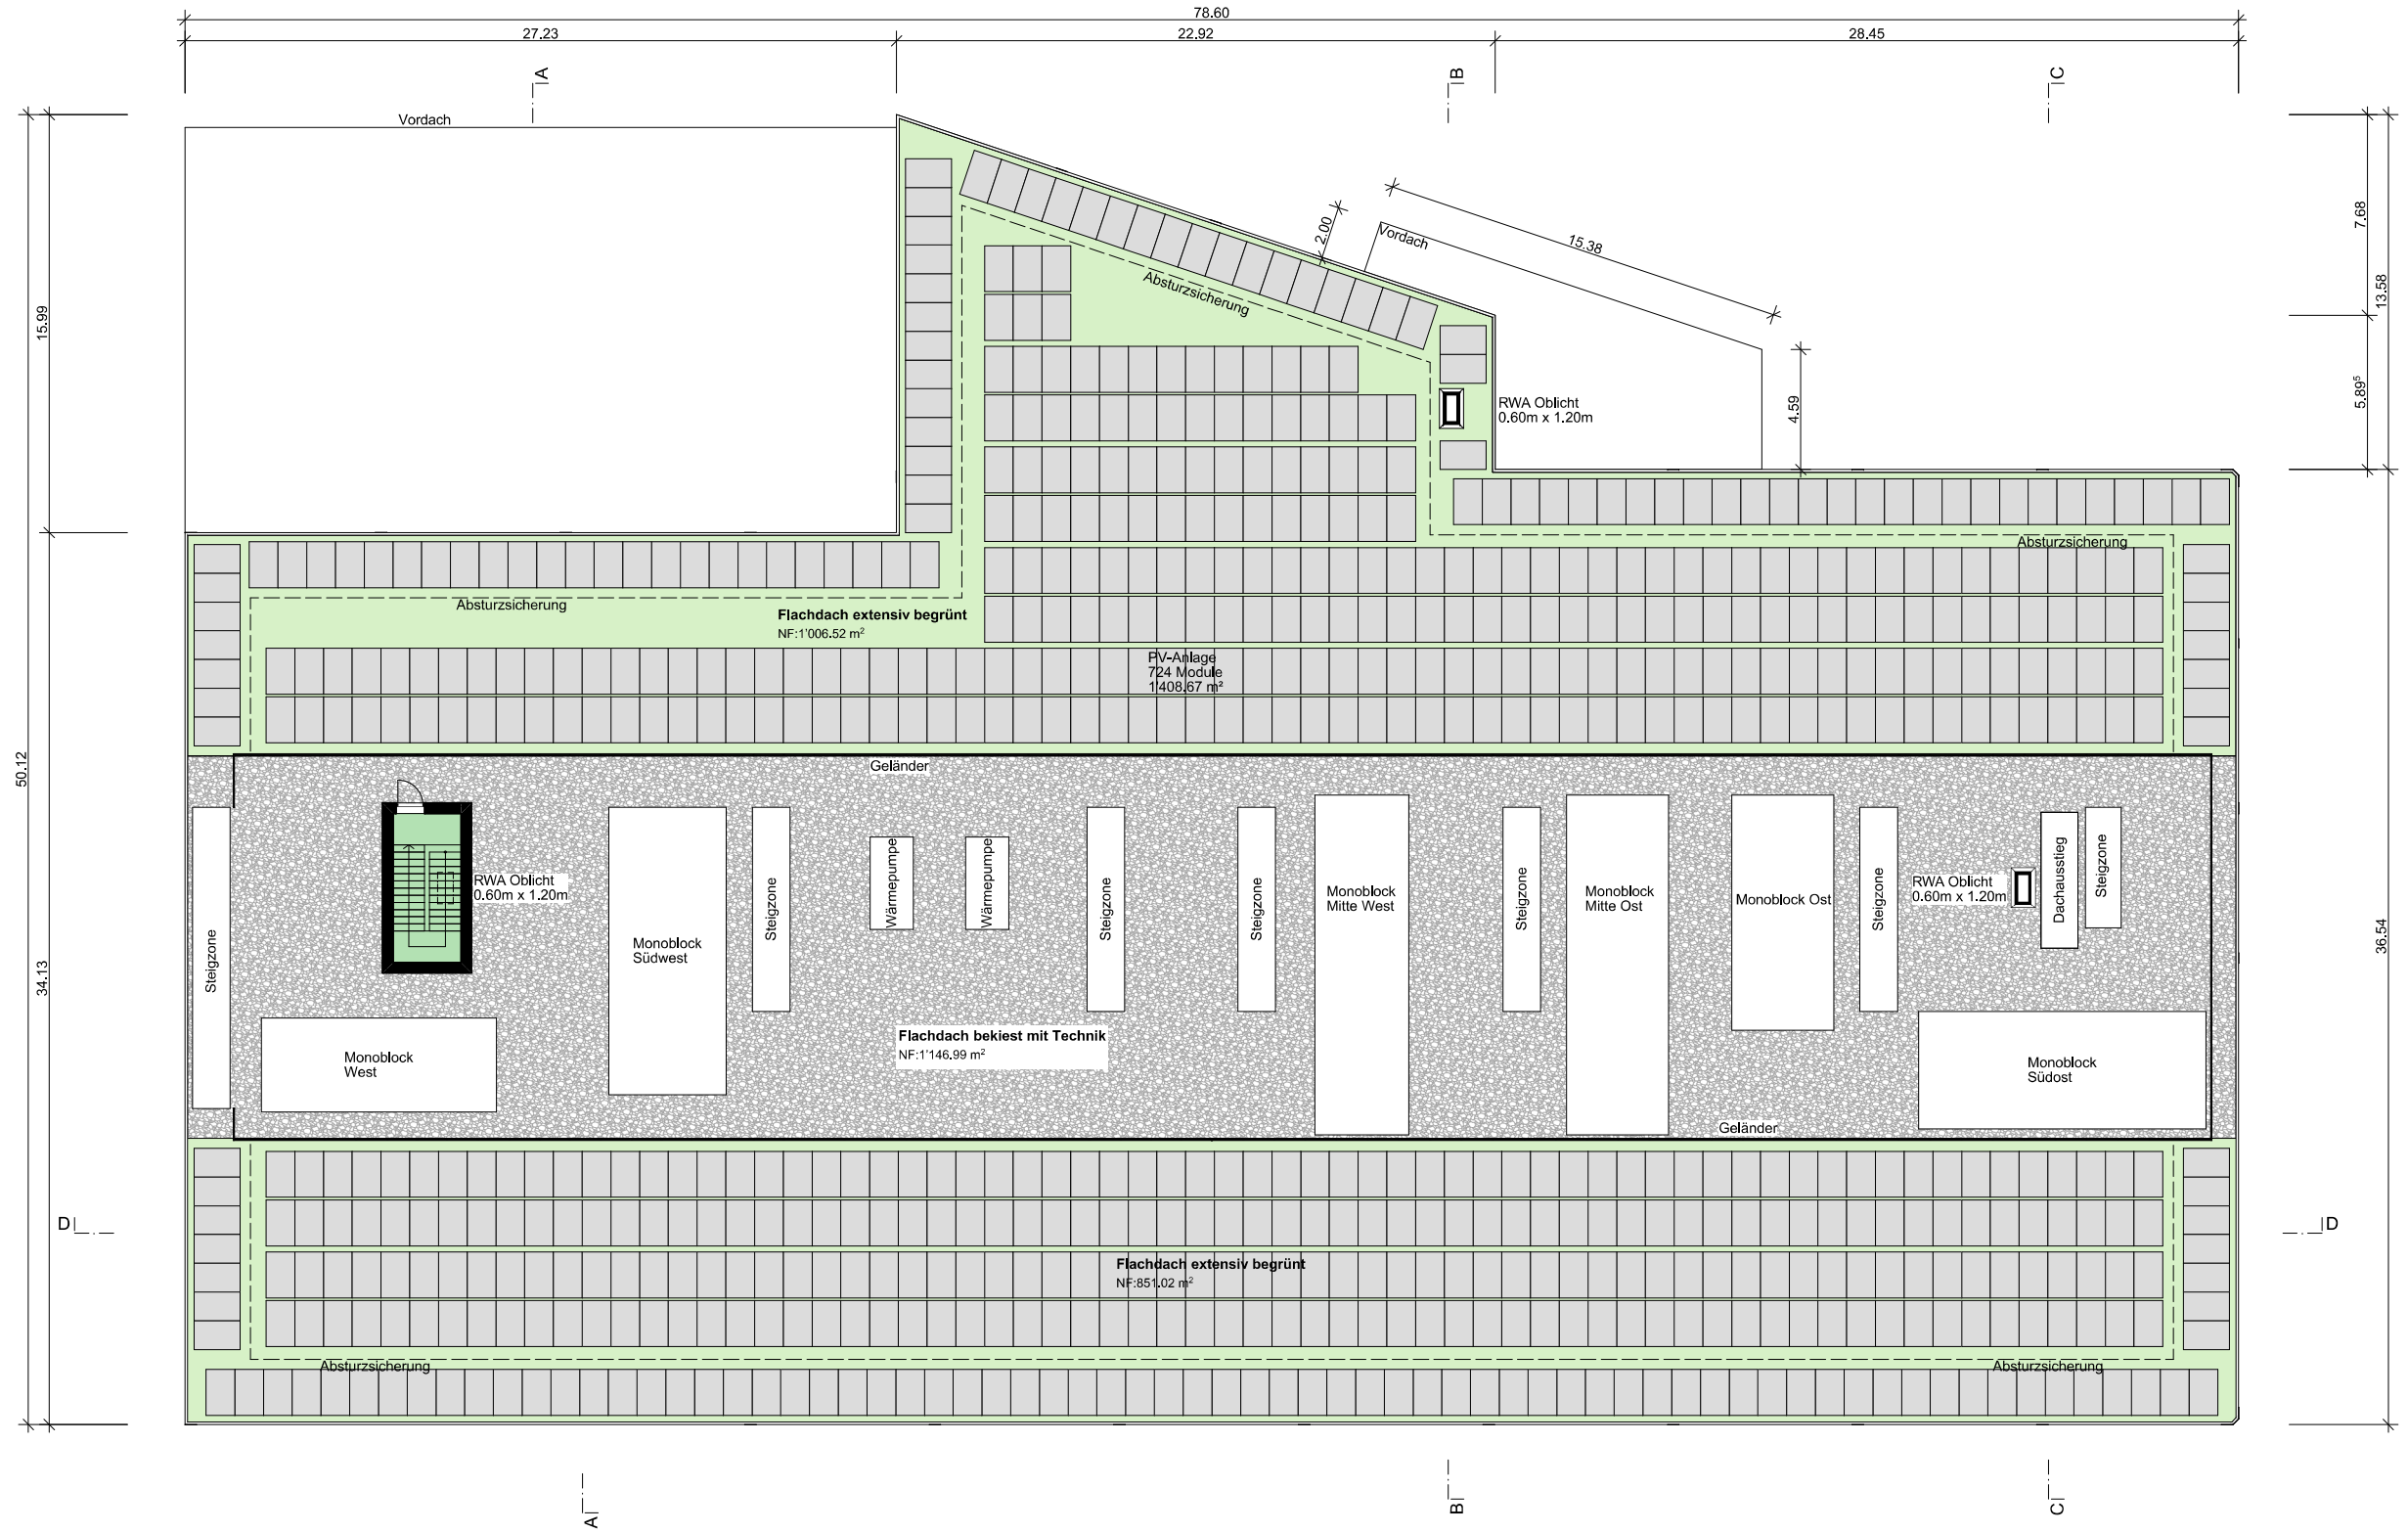 78.60
27.23
22.92
28.45
A
B
C
Vordach
Vordach
2.00
15.38
7.68
13.58
15.99
Absturzsicherung
5.89⁵
RWA Oblicht
0.60m x 1.20m
4.59
Absturzsicherung
Absturzsicherung
Flachdach extensiv begrünt
NF:1'006.52 m²
PV-Anlage
724 Module
1'408.67 m²
50.12
Geländer
Steigzone
RWA Oblicht
0.60m x 1.20m
Monoblock
Südwest
Steigzone
Wärmepumpe
Wärmepumpe
Steigzone
Steigzone
Monoblock
Mitte West
Steigzone
Monoblock
Mitte Ost
Monoblock Ost
Steigzone
RWA Oblicht
0.60m x 1.20m
Dachausstieg
Steigzone
34.13
36.54
Flachdach bekiest mit Technik
NF:1'146.99 m²
Monoblock
West
Monoblock
Südost
Geländer
D
D
Flachdach extensiv begrünt
NF:851.02 m²
Absturzsicherung
Absturzsicherung
A
B
C